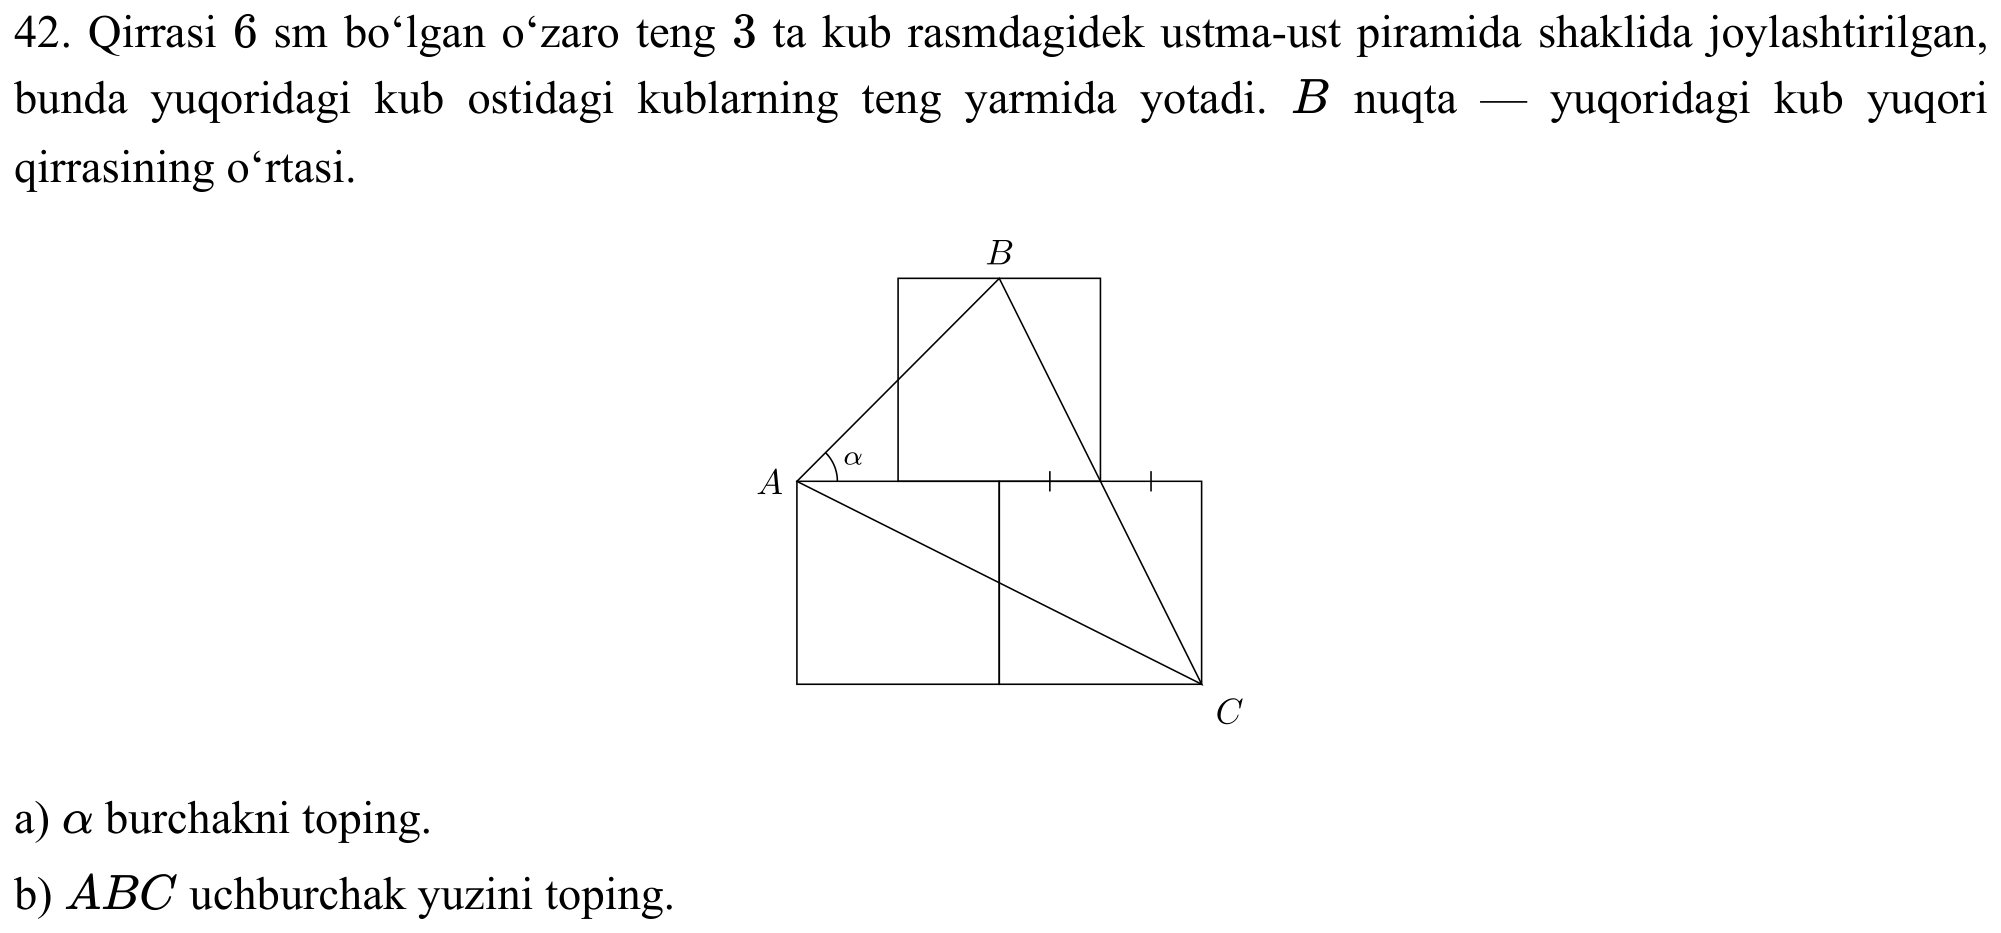 42. Qirrasi 6 sm bo‘lgan o‘zaro teng 3 ta kub rasmdagidek ustma-ust piramida shaklida joylashtirilgan,
bunda yuqoridagi kub ostidagi kublarning teng yarmida yotadi. B nuqta — yuqoridagi kub yuqori
qirrasining o‘rtasi.
B
α
A
C
a) α burchakni toping.
b) ABC uchburchak yuzini toping.